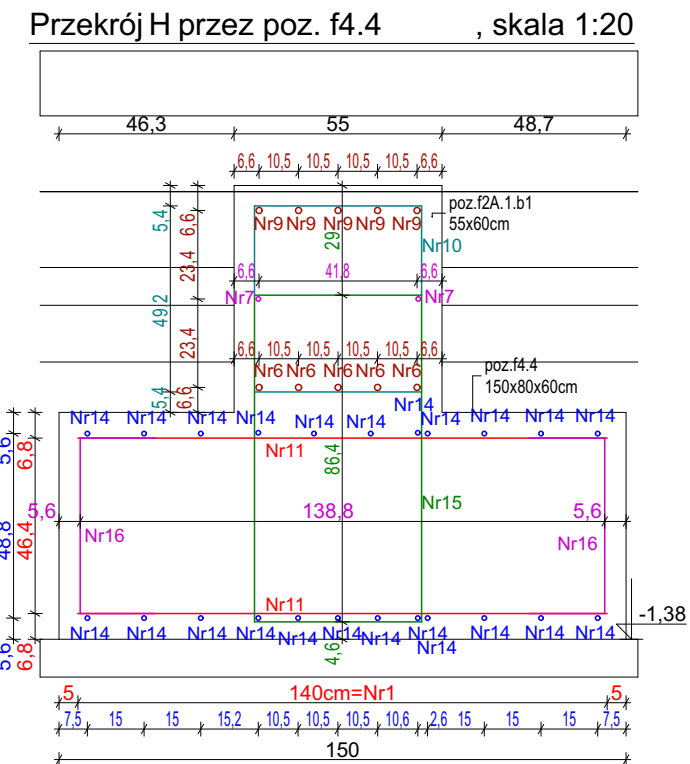 Przekrój H przez poz. f4.4 , skala 1:20
46,3 55 48,7
6,6 10,5 10,5 10,5 10,5 6,6
poz.f2A.1.b1
55x60cm
5,4 6,6
Nr9 Nr9 Nr9 Nr9 Nr9
29
Nr10
23,4
6,6 41,8 6,6
Nr7 Nr7
49,2
23,4
6,6 10,5 10,5 10,5 10,5 6,6
Nr6 Nr6 Nr6 Nr6 Nr6
poz.f4.4
150x80x60cm
5,4 6,6
Nr14 Nr14 Nr14 Nr14 Nr14 Nr14 Nr14 Nr14 Nr14 Nr14 Nr14
5,6 6,8
Nr11
86,4
Nr15
5,6 138,8 5,6
48,8 46,4
Nr16 Nr16
Nr11
-1,38
Nr14 Nr14 Nr14 Nr14 Nr14 Nr14 Nr14 Nr14 Nr14 Nr14 Nr14 Nr14
5,6 6,8
4,6
5 140cm=Nr1 5
7,5 15 15 15,2 10,5 10,5 10,5 10,6 2,6 15 15 15 7,5
150